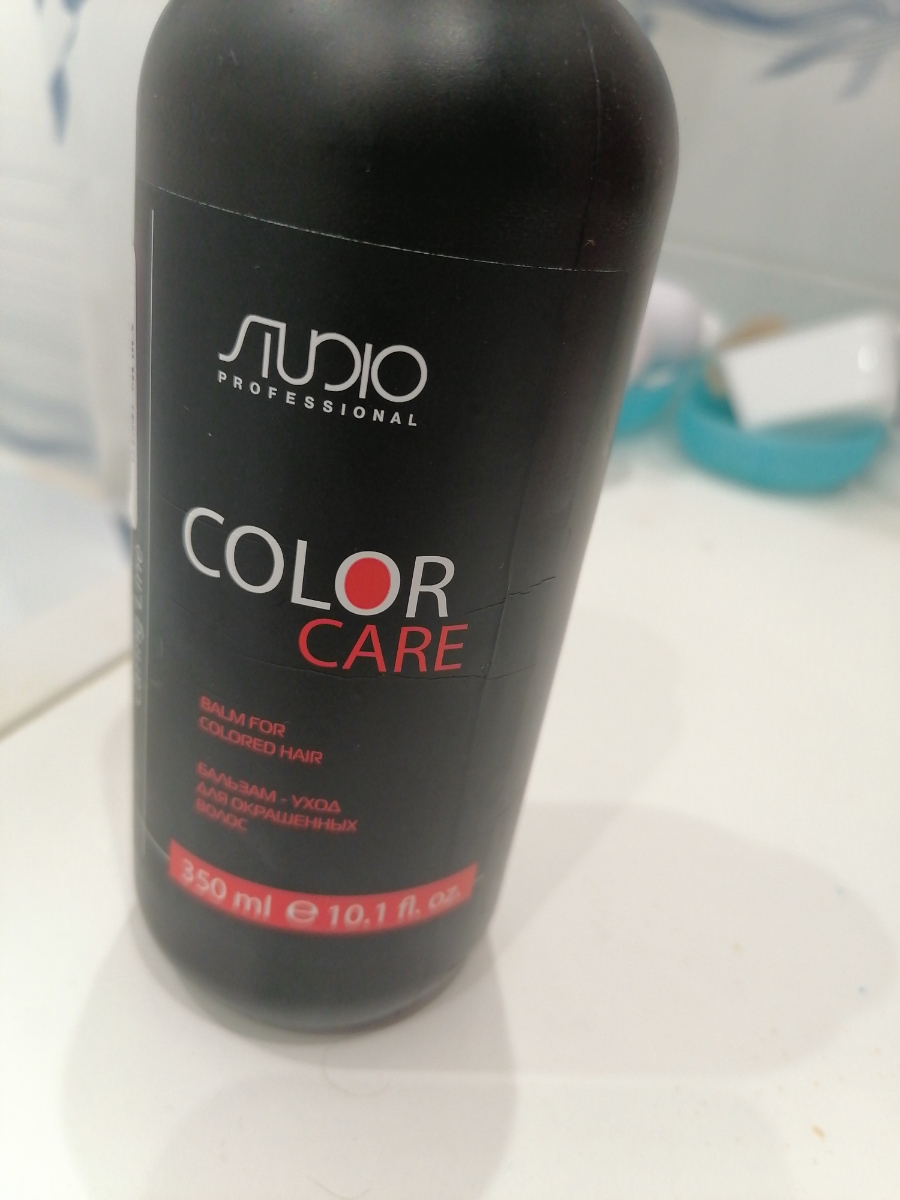 STUDIO
PROFESSIONAL
COLOR
CARE
BALM FOR
COLORED HAIR
БАЛЬЗАМ - УХОД
ДЛЯ ОКРАШЕННЫХ
ВОЛОС
350 ml ℮ 10.1 fl. oz.